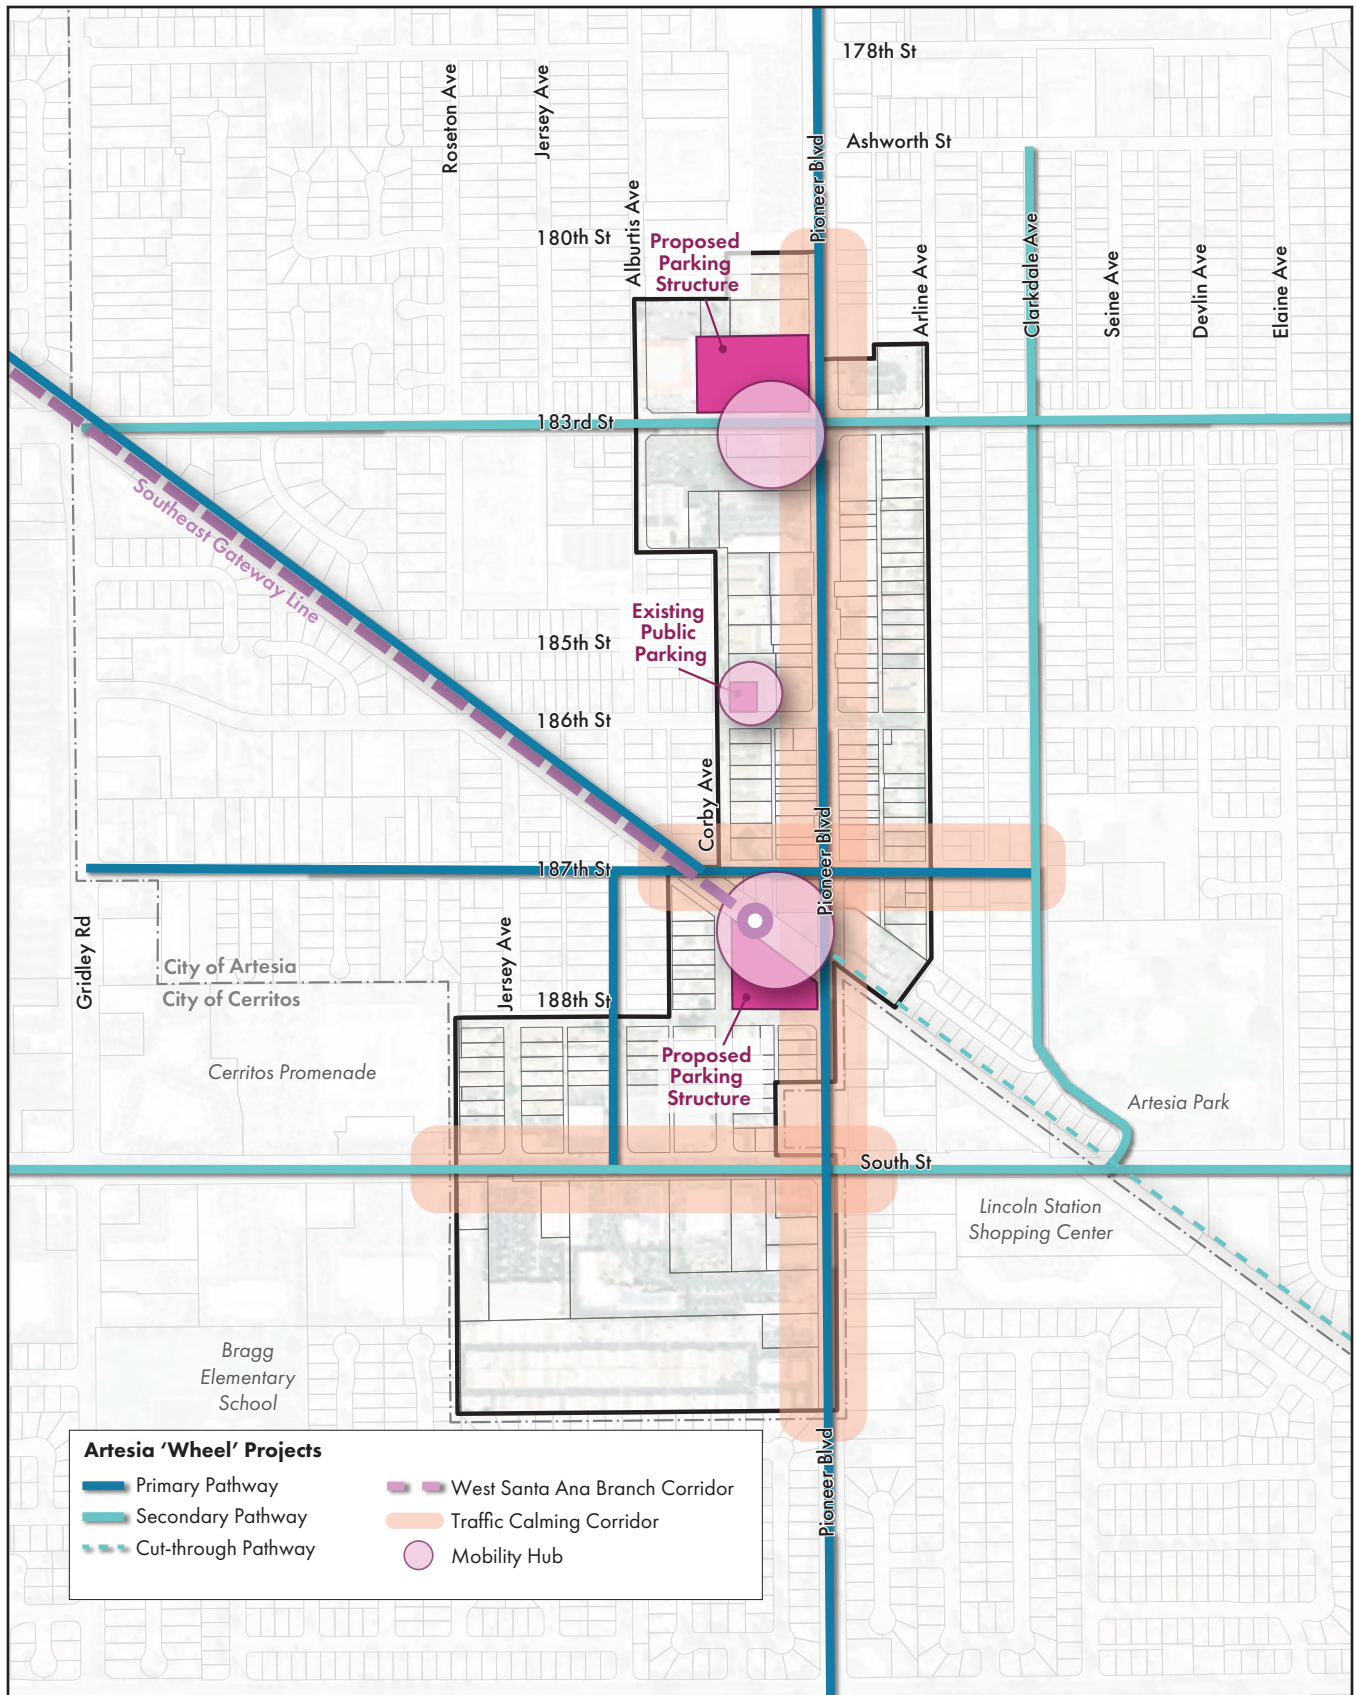 178th St
Ashworth St
Roseton Ave
Jersey Ave
Pioneer Blvd
Alburtis Ave
180th St
Proposed
Parking
Structure
Arline Ave
Clarkdale Ave
Seine Ave
Devlin Ave
Elaine Ave
183rd St
Southeast Gateway Line
Existing
Public
Parking
185th St
186th St
Corby Ave
Pioneer Blvd
187th St
Gridley Rd
Jersey Ave
City of Artesia
City of Cerritos
188th St
Proposed
Parking
Structure
Cerritos Promenade
Artesia Park
South St
Lincoln Station
Shopping Center
Bragg
Elementary
School
Pioneer Blvd
Artesia ‘Wheel’ Projects
Primary Pathway
Secondary Pathway
Cut-through Pathway
West Santa Ana Branch Corridor
Traffic Calming Corridor
Mobility Hub